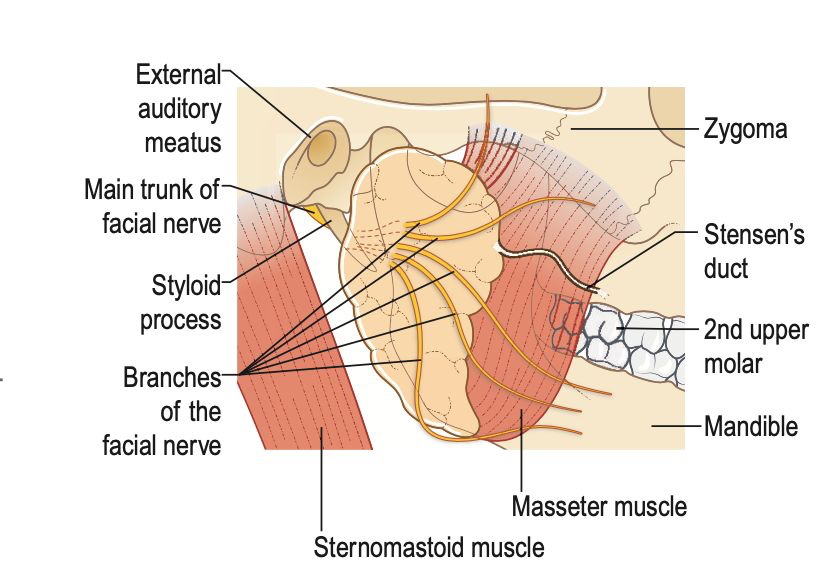 External
auditory
meatus
Main trunk of
facial nerve
Styloid
process
Branches
of the
facial nerve
Zygoma
Stensen's
duct
2nd upper
molar
Mandible
Masseter muscle
Sternomastoid muscle